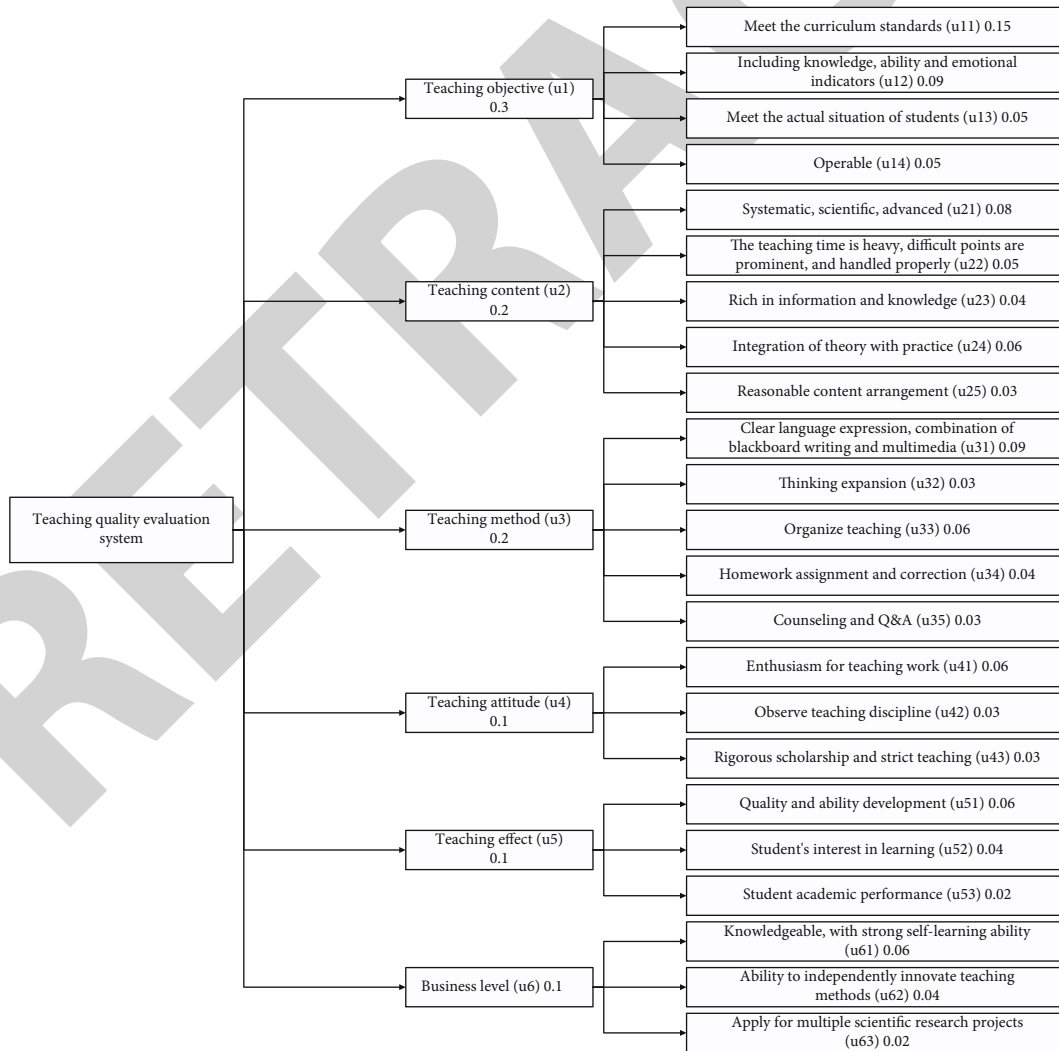 Teaching quality evaluation
system
Teaching objective (u1)
0.3
Meet the curriculum standards (u11) 0.15
Including knowledge, ability and emotional
indicators (u12) 0.09
Meet the actual situation of students (u13) 0.05
Operable (u14) 0.05
Teaching content (u2)
0.2
Systematic, scientific, advanced (u21) 0.08
The teaching time is heavy, difficult points are
prominent, and handled properly (u22) 0.05
Rich in information and knowledge (u23) 0.04
Integration of theory with practice (u24) 0.06
Reasonable content arrangement (u25) 0.03
Teaching method (u3)
0.2
Clear language expression, combination of
blackboard writing and multimedia (u31) 0.09
Thinking expansion (u32) 0.03
Organize teaching (u33) 0.06
Homework assignment and correction (u34) 0.04
Counseling and Q&A (u35) 0.03
Teaching attitude (u4)
0.1
Enthusiasm for teaching work (u41) 0.06
Observe teaching discipline (u42) 0.03
Rigorous scholarship and strict teaching (u43) 0.03
Teaching effect (u5)
0.1
Quality and ability development (u51) 0.06
Student's interest in learning (u52) 0.04
Student academic performance (u53) 0.02
Business level (u6) 0.1
Knowledgeable, with strong self-learning ability
(u61) 0.06
Ability to independently innovate teaching
methods (u62) 0.04
Apply for multiple scientific research projects
(u63) 0.02
RETRAC